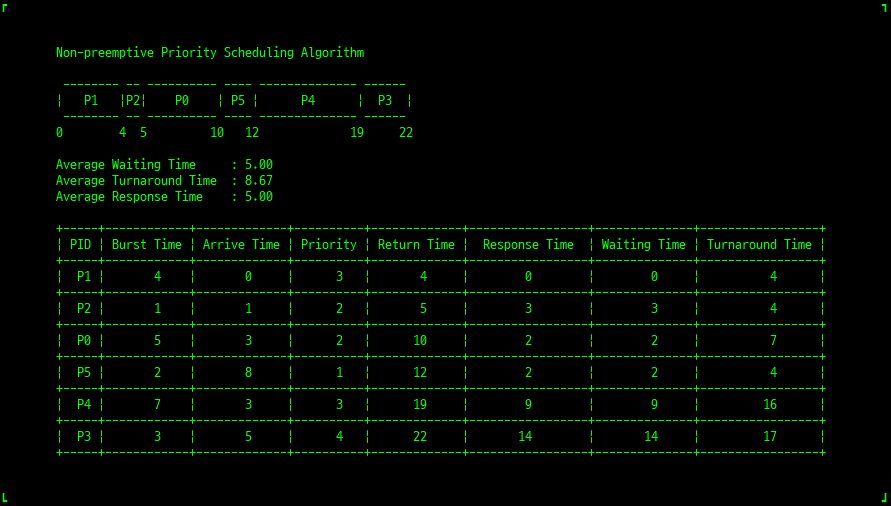 Non-preemptive Priority Scheduling Algorithm
 -------- -- ---------- ---- -------------- ------
¦   P1   ¦P2¦    P0    ¦ P5 ¦      P4      ¦  P3  ¦
 -------- -- ---------- ---- -------------- ------
0        4  5         10   12             19     22
Average Waiting Time     : 5.00
Average Turnaround Time  : 8.67
Average Response Time    : 5.00
+-----+------------+-------------+----------+-------------+-----------------+--------------+-----------------+
¦ PID ¦ Burst Time ¦ Arrive Time ¦ Priority ¦ Return Time ¦  Response Time  ¦ Waiting Time ¦ Turnaround Time ¦
+-----+------------+-------------+----------+-------------+-----------------+--------------+-----------------+
¦  P1 ¦       4    ¦       0     ¦     3   ¦       4     ¦        0        ¦        0     ¦          4      ¦
+-----+------------+-------------+----------+-------------+-----------------+--------------+-----------------+
¦  P2 ¦       1    ¦       1     ¦     2   ¦       5     ¦        3        ¦        3     ¦          4      ¦
+-----+------------+-------------+----------+-------------+-----------------+--------------+-----------------+
¦  P0 ¦       5    ¦       3     ¦     2   ¦      10     ¦        2        ¦        2     ¦          7      ¦
+-----+------------+-------------+----------+-------------+-----------------+--------------+-----------------+
¦  P5 ¦       2    ¦       8     ¦     1   ¦      12     ¦        2        ¦        2     ¦          4      ¦
+-----+------------+-------------+----------+-------------+-----------------+--------------+-----------------+
¦  P4 ¦       7    ¦       3     ¦     3   ¦      19     ¦        9        ¦        9     ¦         16      ¦
+-----+------------+-------------+----------+-------------+-----------------+--------------+-----------------+
¦  P3 ¦       3    ¦       5     ¦     4   ¦      22     ¦       14        ¦       14     ¦         17      ¦
+-----+------------+-------------+----------+-------------+-----------------+--------------+-----------------+